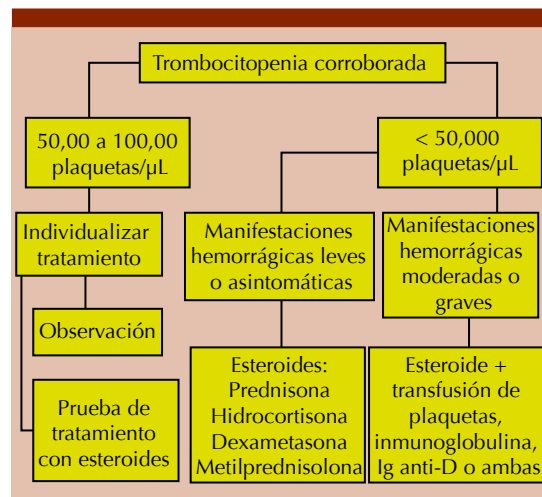 Trombocitopenia corroborada
50,00 a 100,00
plaquetas/µL
< 50,000
plaquetas/µL
Individualizar
tratamiento
Manifestaciones
hemorrágicas leves
o asintomáticas
Manifestaciones
hemorrágicas
moderadas o
graves
Observación
Prueba de
tratamiento
con esteroides
Esteroides:
Prednisona
Hidrocortisona
Dexametasona
Metilprednisolona
Esteroide +
transfusión de
plaquetas,
inmunoglobulina,
Ig anti-D o ambas